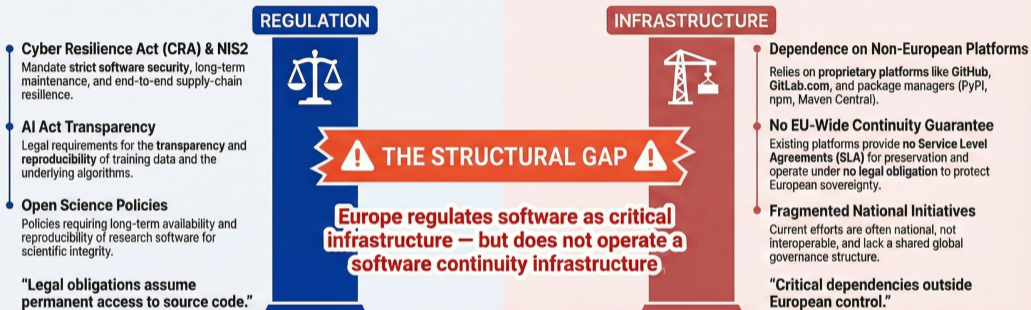 REGULATION
Cyber Resilience Act (CRA) & NIS2
Mandate strict software security, long-term
maintenance, and end-to-end supply-chain
resillence.
AI Act Transparency
Legal requirements for the transparency and
reproducibility of training data and the
underlying algorithms.
Open Science Policies
Policies requiring long-term availability and
reproducibility of research software for
scientific integrity.
“Legal obligations assume
permanent access to source code.”
THE STRUCTURAL GAP
Europe regulates software as critical
infrastructure — but does not operate a
software continuity infrastructure
INFRASTRUCTURE
Dependence on Non-European Platforms
Relies on proprietary platforms like GitHub,
GitLab.com, and package managers (PyPI,
npm, Maven Central).
No EU-Wide Continuity Guarantee
Existing platforms provide no Service Level
Agreements (SLA) for preservation and
operate under no legal obligation to protect
European sovereignty.
Fragmented National Initiatives
Current efforts are often national, not
interoperable, and lack a shared global
governance structure.
“Critical dependencies outside
European control.”